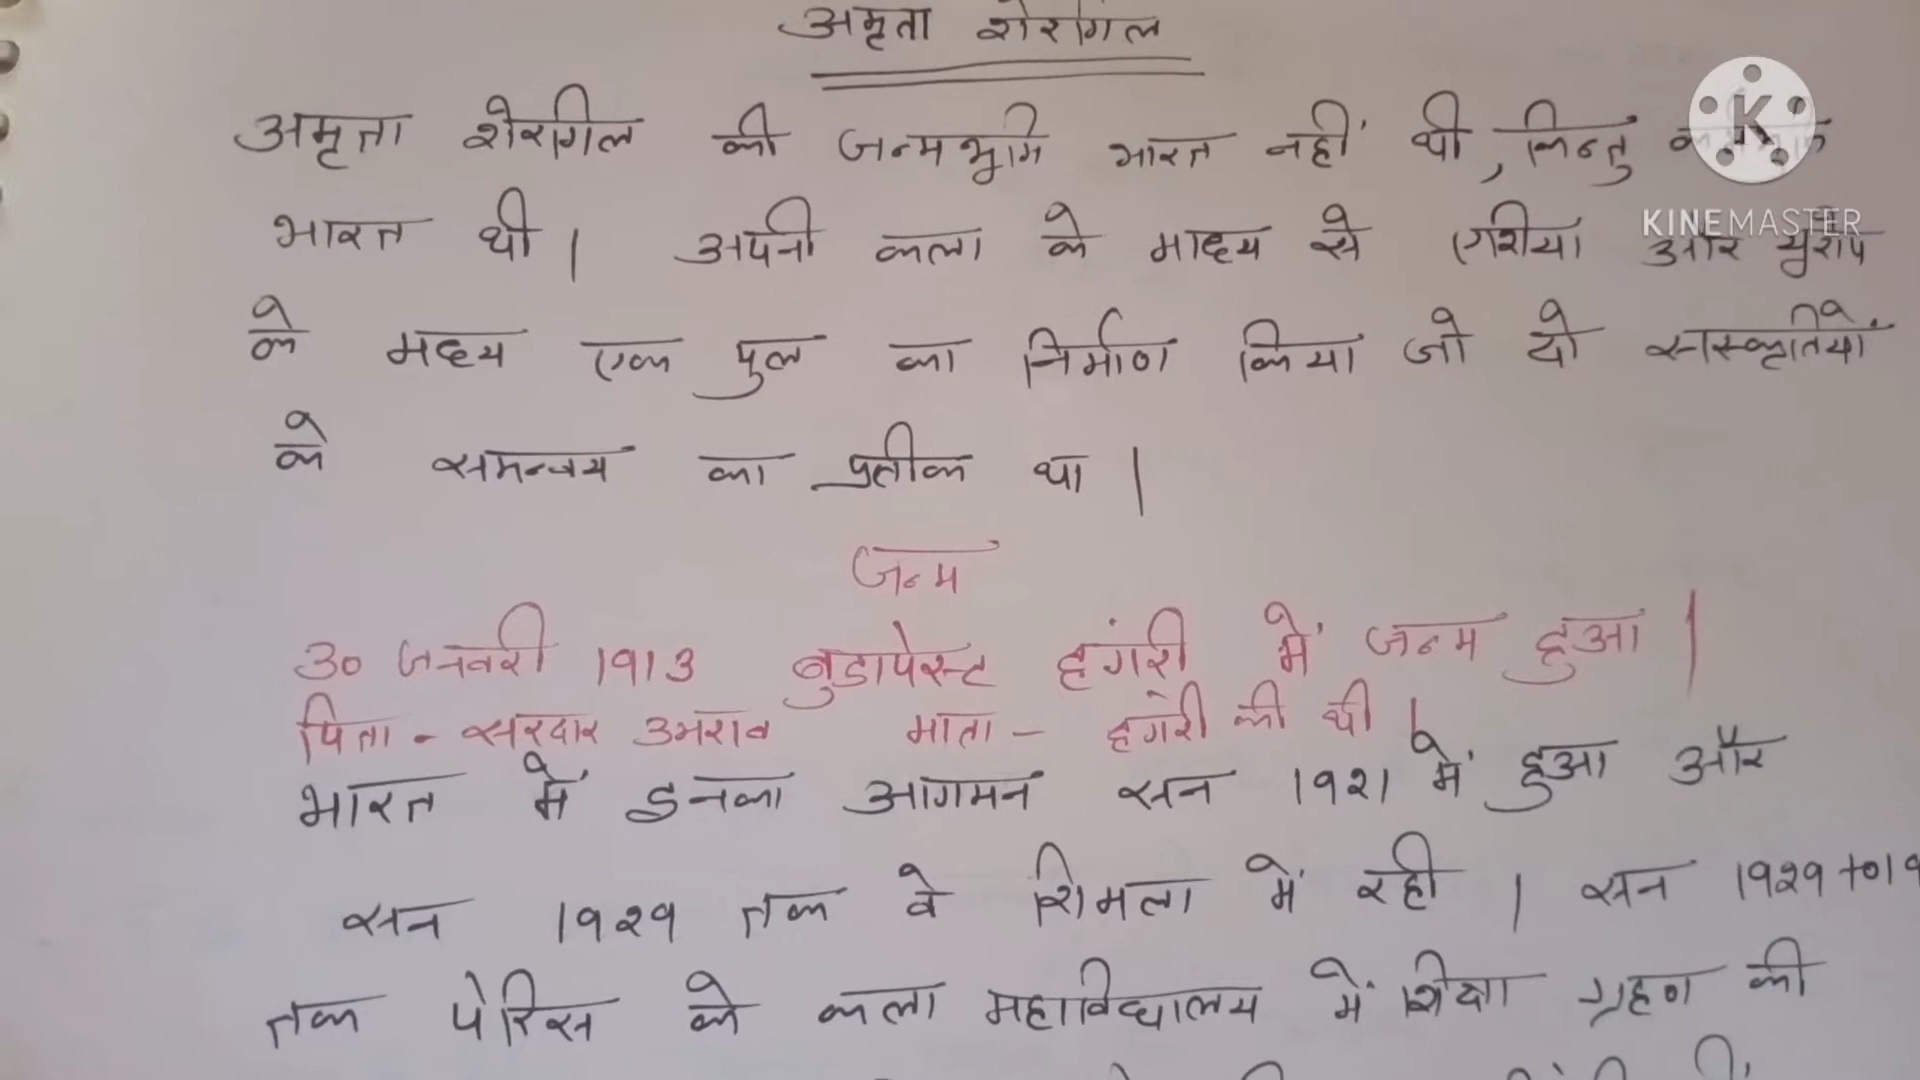 अमृता शेरगिल
अमृता शेरगिल की जन्मभूमि भारत नहीं थी, किन्तु
KINEMASTER
भारत थी। अपनी कला के माध्य से एशिया और यूरोप
के मध्य एक पुल का निर्माण किया जो दो संस्कृतियों
के समन्वय का प्रतीक था।
जन्म
30 जनवरी 1913 बुडापेस्ट हंगरी में जन्म हुआ।
पिता - सरदार उमराव माता - हंगरी की थी।
भारत में इनका आगमन सन 1921 में हुआ और
सन 1929 तक वे शिमला में रही। सन 1929
तक पेरिस के कला महाविद्यालय में शिक्षा ग्रहण की